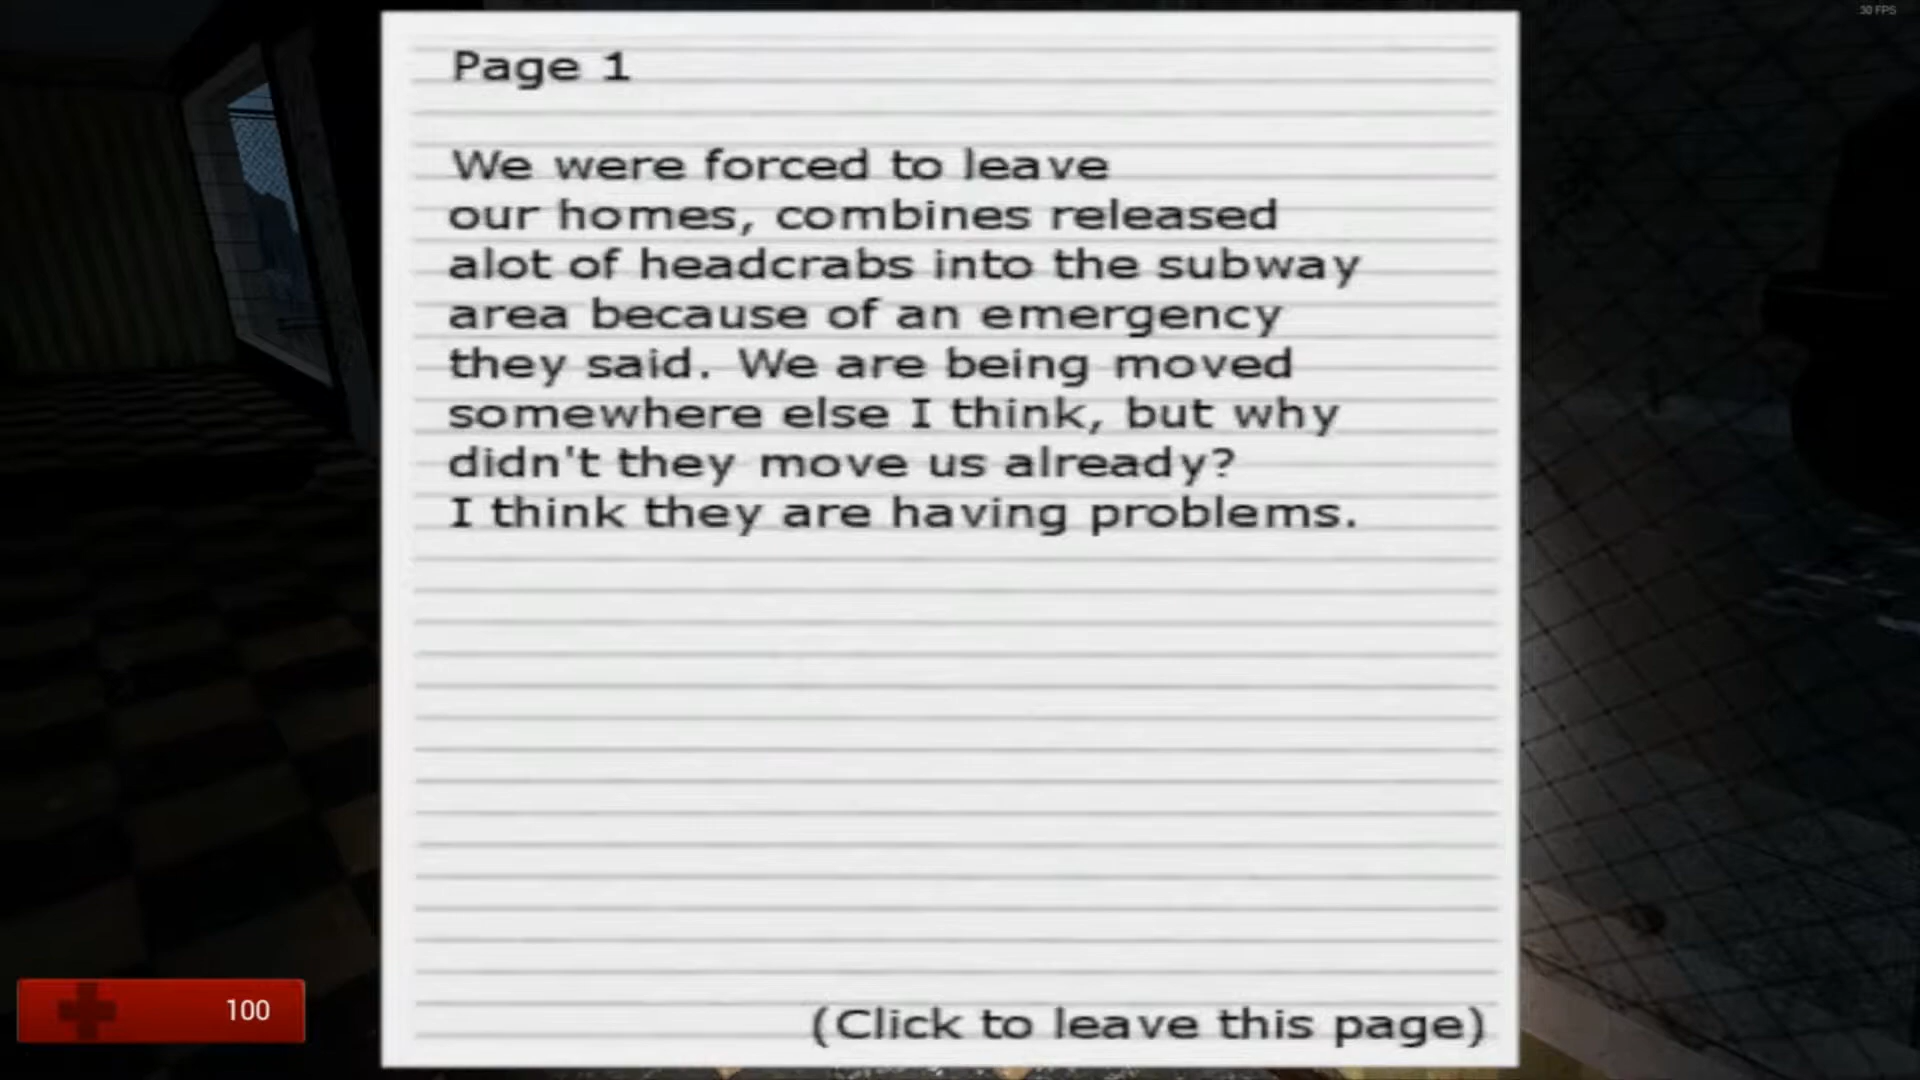 30 FPS
Page 1
We were forced to leave
our homes, combines released
alot of headcrabs into the subway
area because of an emergency
they said. We are being moved
somewhere else I think, but why
didn't they move us already?
I think they are having problems.
100
(Click to leave this page)